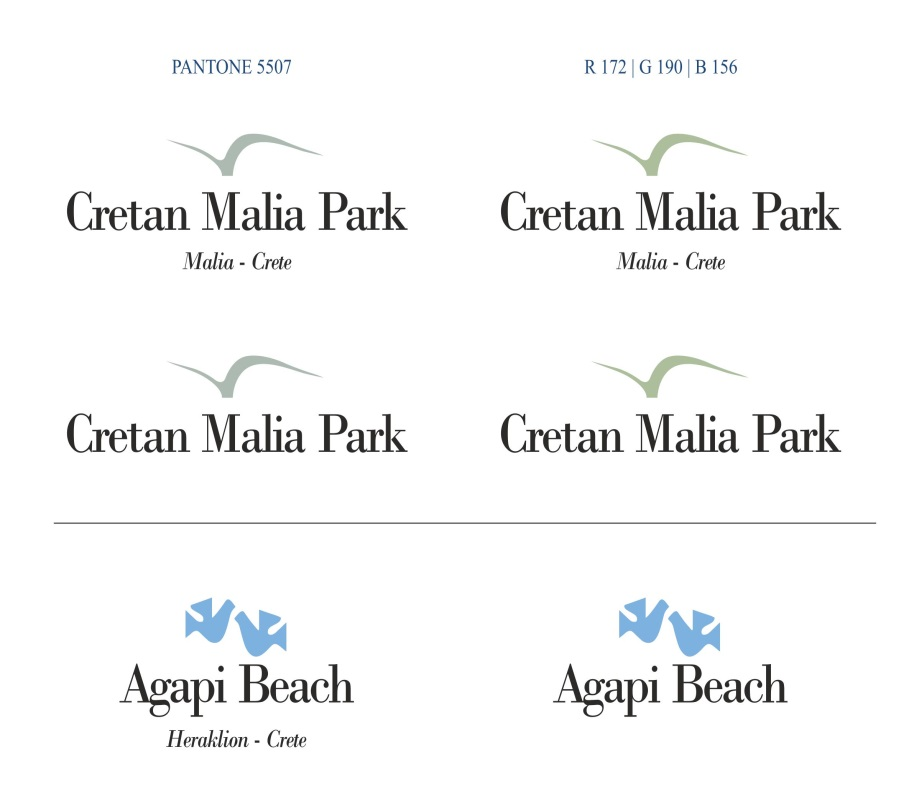 PANTONE 5507
R 172 | G 190 | B 156
Cretan Malia Park
Malia - Crete
Cretan Malia Park
Malia - Crete
Cretan Malia Park
Cretan Malia Park
Agapi Beach
Heraklion - Crete
Agapi Beach